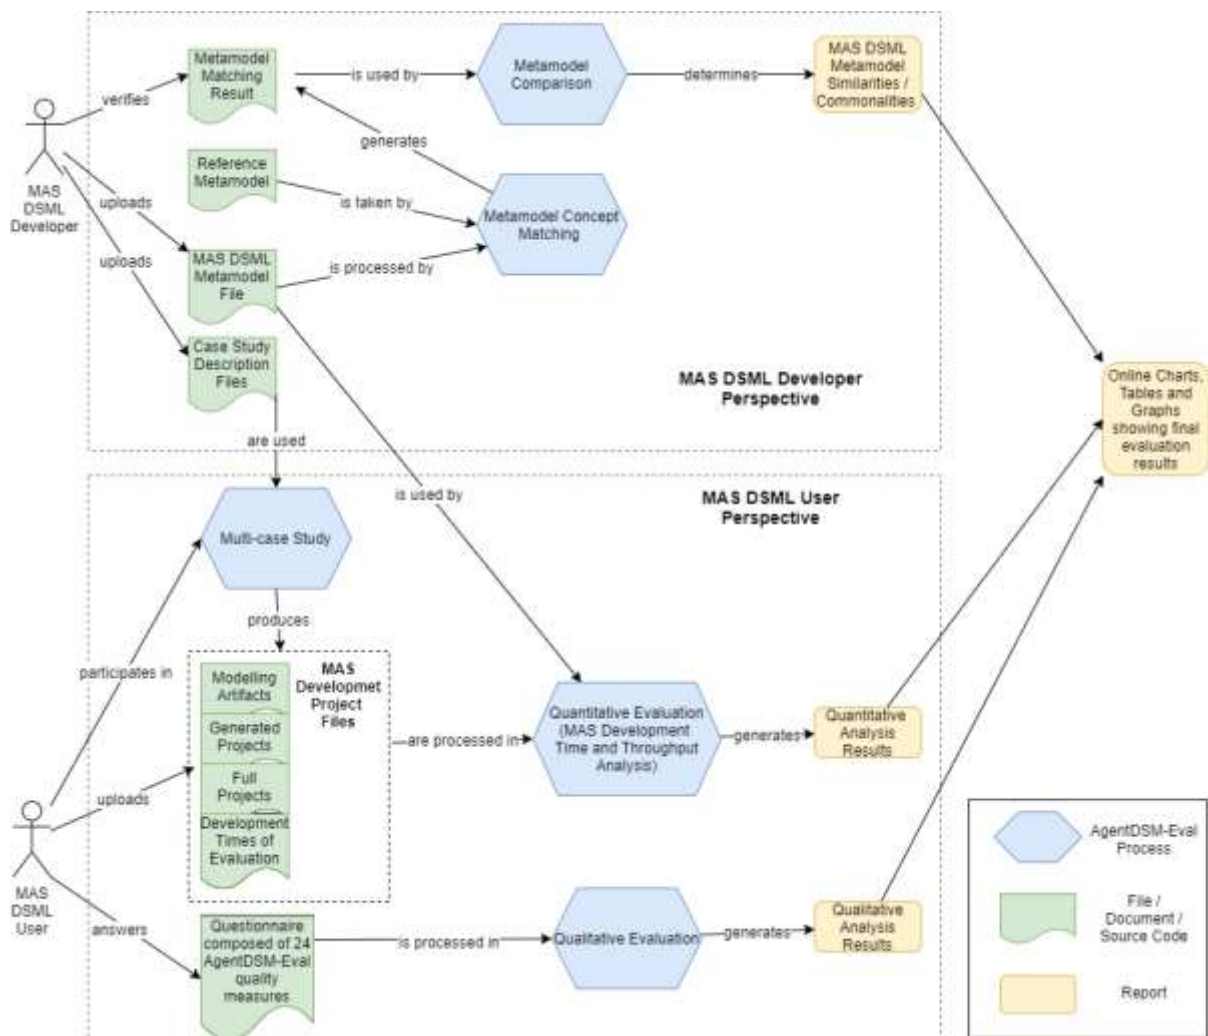 Metamodel
Matching
Result
is used by
Metamodel
Comparison
determines
MAS DSML
Metamodel
Similarities /
Commonalities
verifies
generates
MAS
DSML
Developer
Reference
Metamodel
is taken by
Metamodel Concept
Matching
uploads
uploads
MAS DSML
Metamodel
File
is processed by
Case Study
Description
Files
MAS DSML Developer
Perspective
are used
Online Charts,
Tables and
Graphs
showing final
evaluation
results
is used by
MAS DSML User
Perspective
Multi-case Study
produces
participates in
MAS
Developmet
Project
Files
Modelling
Artifacts
Generated
Projects
Full
Projects
Development
Times of
Evaluation
are processed in
Quantitative Evaluation
(MAS Development
Time and Throughput
Analysis)
generates
Quantitative
Analysis
Results
uploads
MAS
DSML
User
answers
Questionnaire
composed of 24
AgentDSM-Eval
quality
measures
is processed in
Qualitative Evaluation
generates
Qualitative
Analysis
Results
AgentDSM-Eval
Process
File /
Document /
Source Code
Report